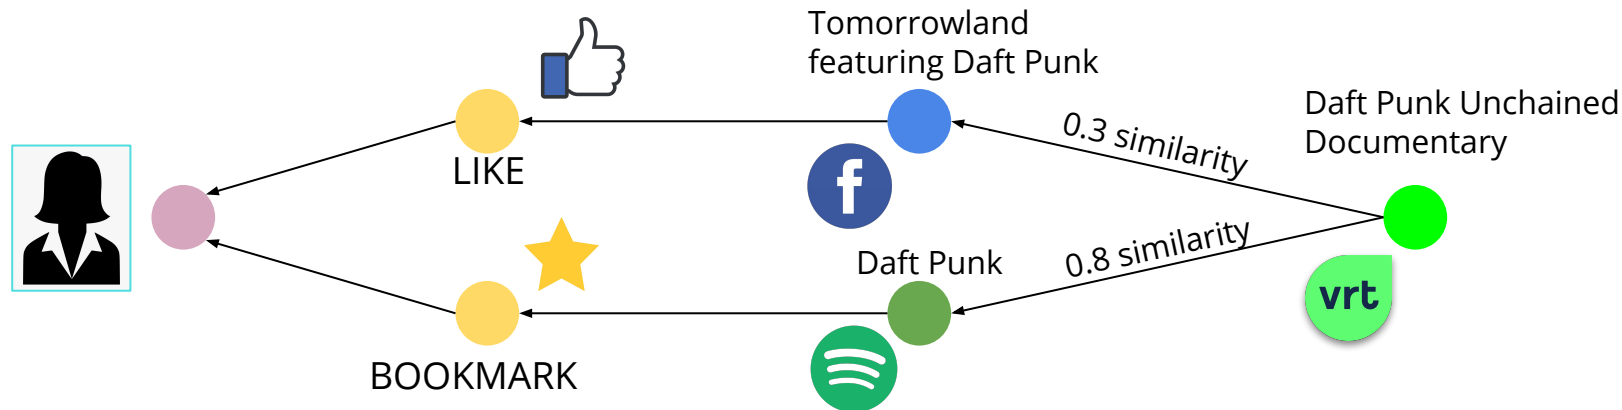 Tomorrowland
featuring Daft Punk
LIKE
f
0.3 similarity
Daft Punk Unchained
Documentary
Daft Punk
0.8 similarity
vrt
BOOKMARK